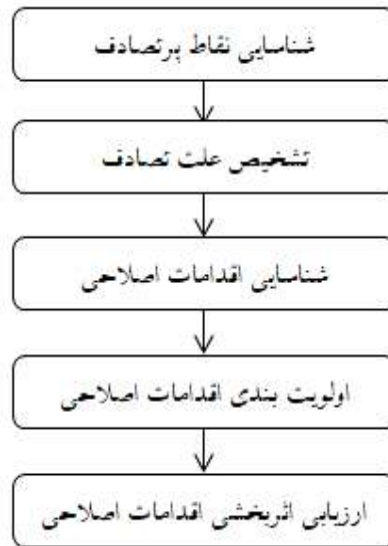 شناسایی نقاط پرتصادف
تشخیص علت تصادف
شناسایی اقدامات اصلاحی
اولویت بندی اقدامات اصلاحی
ارزیابی اثربخشی اقدامات اصلاحی